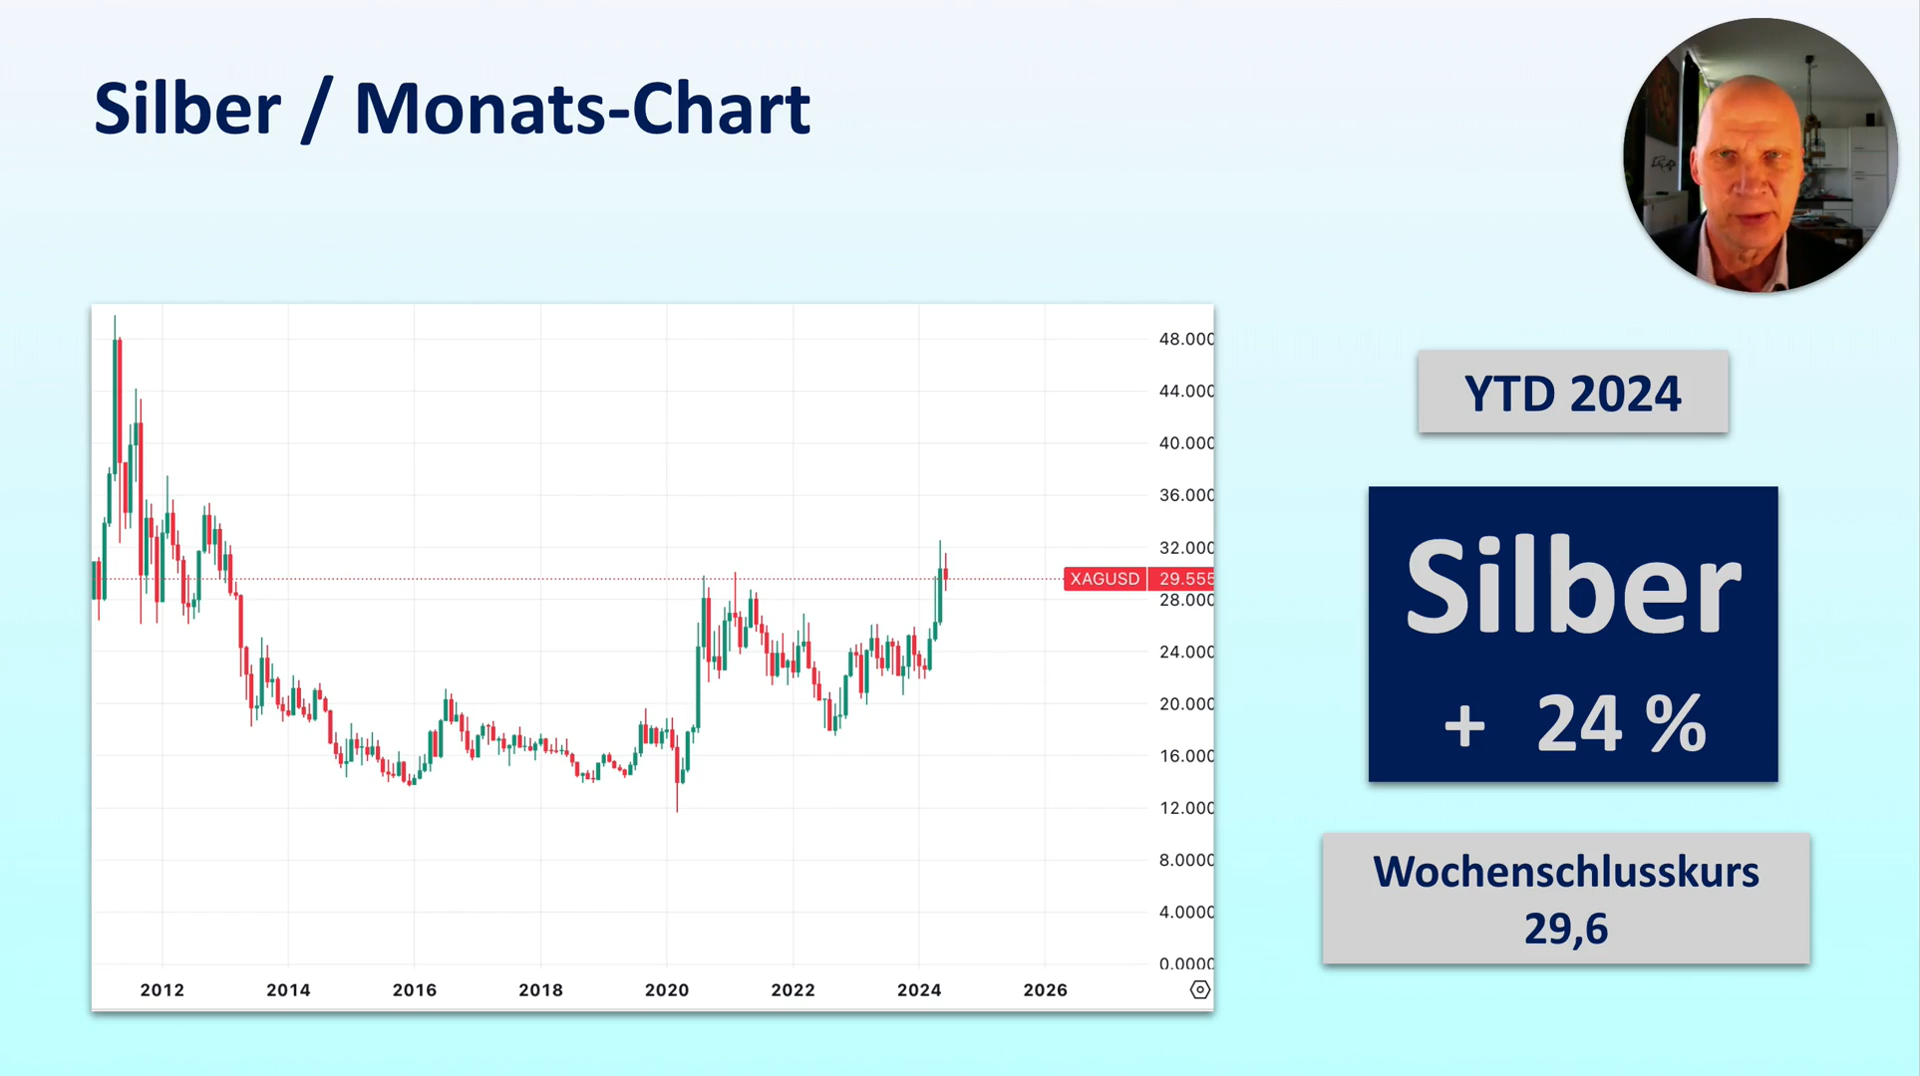 Silber / Monats-Chart
48.000
44.000
40.000
36.000
32.000
XAGUSD 29.555
28.000
24.000
20.000
16.000
12.000
8.0000
4.0000
0.0000
2012 2014 2016 2018 2020 2022 2024 2026
YTD 2024
Silber
+ 24 %
Wochenschlusskurs
29,6